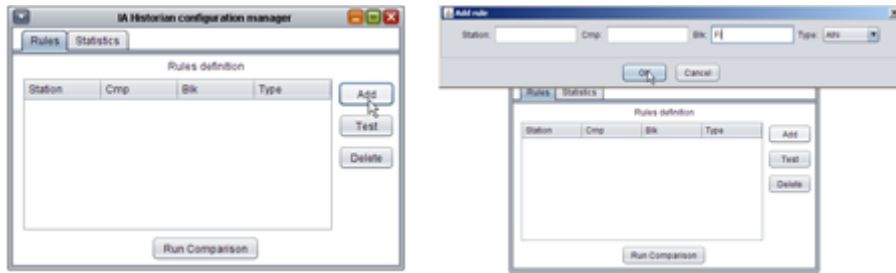 IA Historian configuration manager
Rules Statistics
Rules definition
Station Cmp Blk Type
Add
Test
Delete
Run Comparison
Add rule
Station: Cmp: Blk: Type:
OK Cancel
Rules Statistics
Rules definition
Station Cmp Blk Type
Add
Test
Delete
Run Comparison